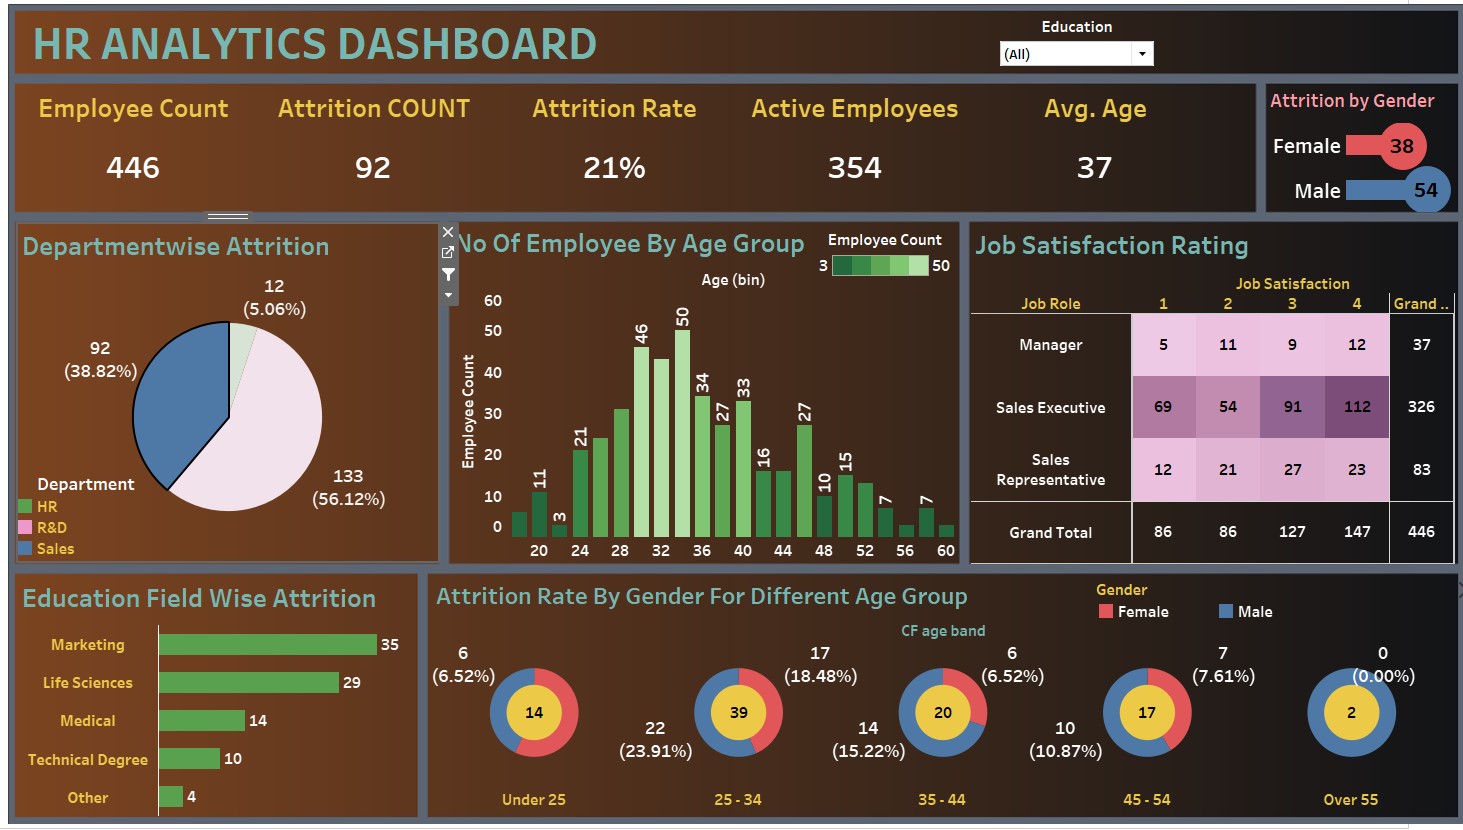 HR ANALYTICS DASHBOARD
Education
(All)
Employee Count
Attrition COUNT
Attrition Rate
Active Employees
Avg. Age
446
92
21%
354
37
Attrition by Gender
Female 38
Male 54
Departmentwise Attrition
12
(5.06%)
92
(38.82%)
133
(56.12%)
Department
HR
R&D
Sales
No Of Employee By Age Group
Employee Count
3 50
Age (bin)
Employee Count
60
50
40
30
20
10
0
11
3
21
46
50
34
27
33
16
27
10
15
7
7
20 24 28 32 36 40 44 48 52 56 60
Job Satisfaction Rating
Job Satisfaction
Job Role 1 2 3 4 Grand ..
Manager 5 11 9 12 37
Sales Executive 69 54 91 112 326
Sales
Representative 12 21 27 23 83
Grand Total 86 86 127 147 446
Education Field Wise Attrition
Marketing 35
Life Sciences 29
Medical 14
Technical Degree 10
Other 4
Attrition Rate By Gender For Different Age Group
Gender
Female Male
CF age band
6
(6.52%)
14
17
(18.48%)
39
22
(23.91%)
6
(6.52%)
20
14
(15.22%)
7
(7.61%)
17
10
(10.87%)
0
(0.00%)
2
Under 25
25 - 34
35 - 44
45 - 54
Over 55